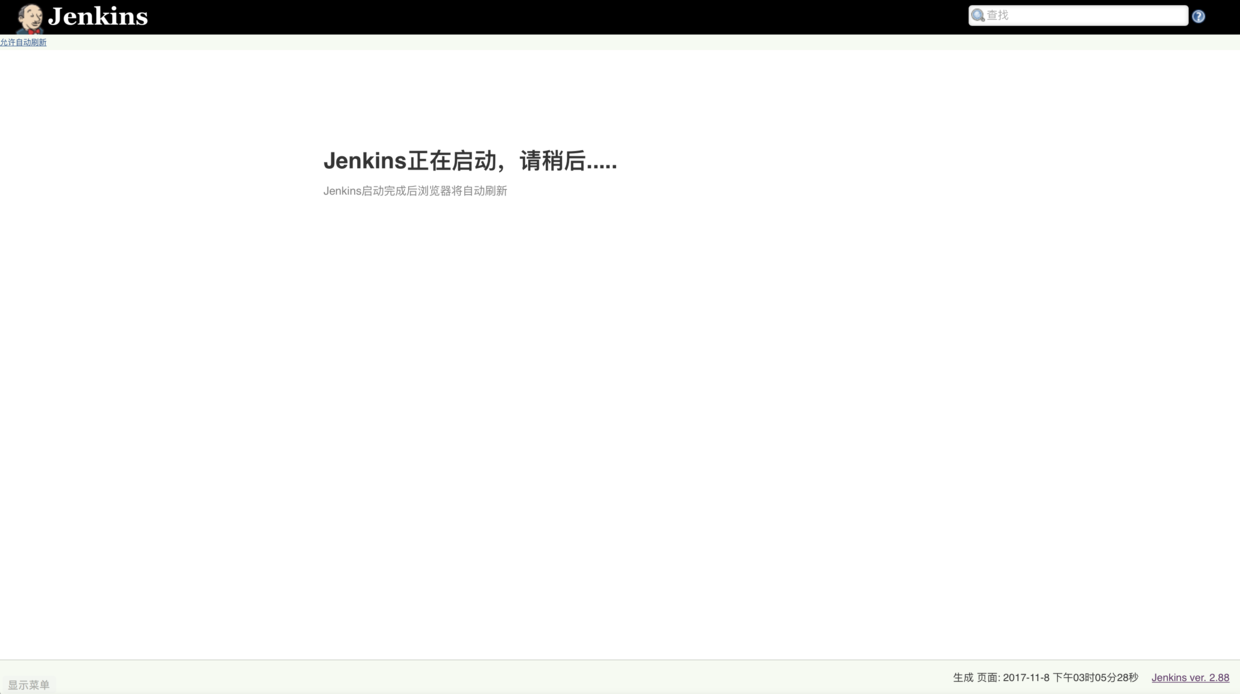 Jenkins
查找
允许自动刷新
Jenkins正在启动，请稍后.....
Jenkins启动完成后浏览器将自动刷新
生成 页面: 2017-11-8 下午03时05分28秒 Jenkins ver. 2.88
显示菜单